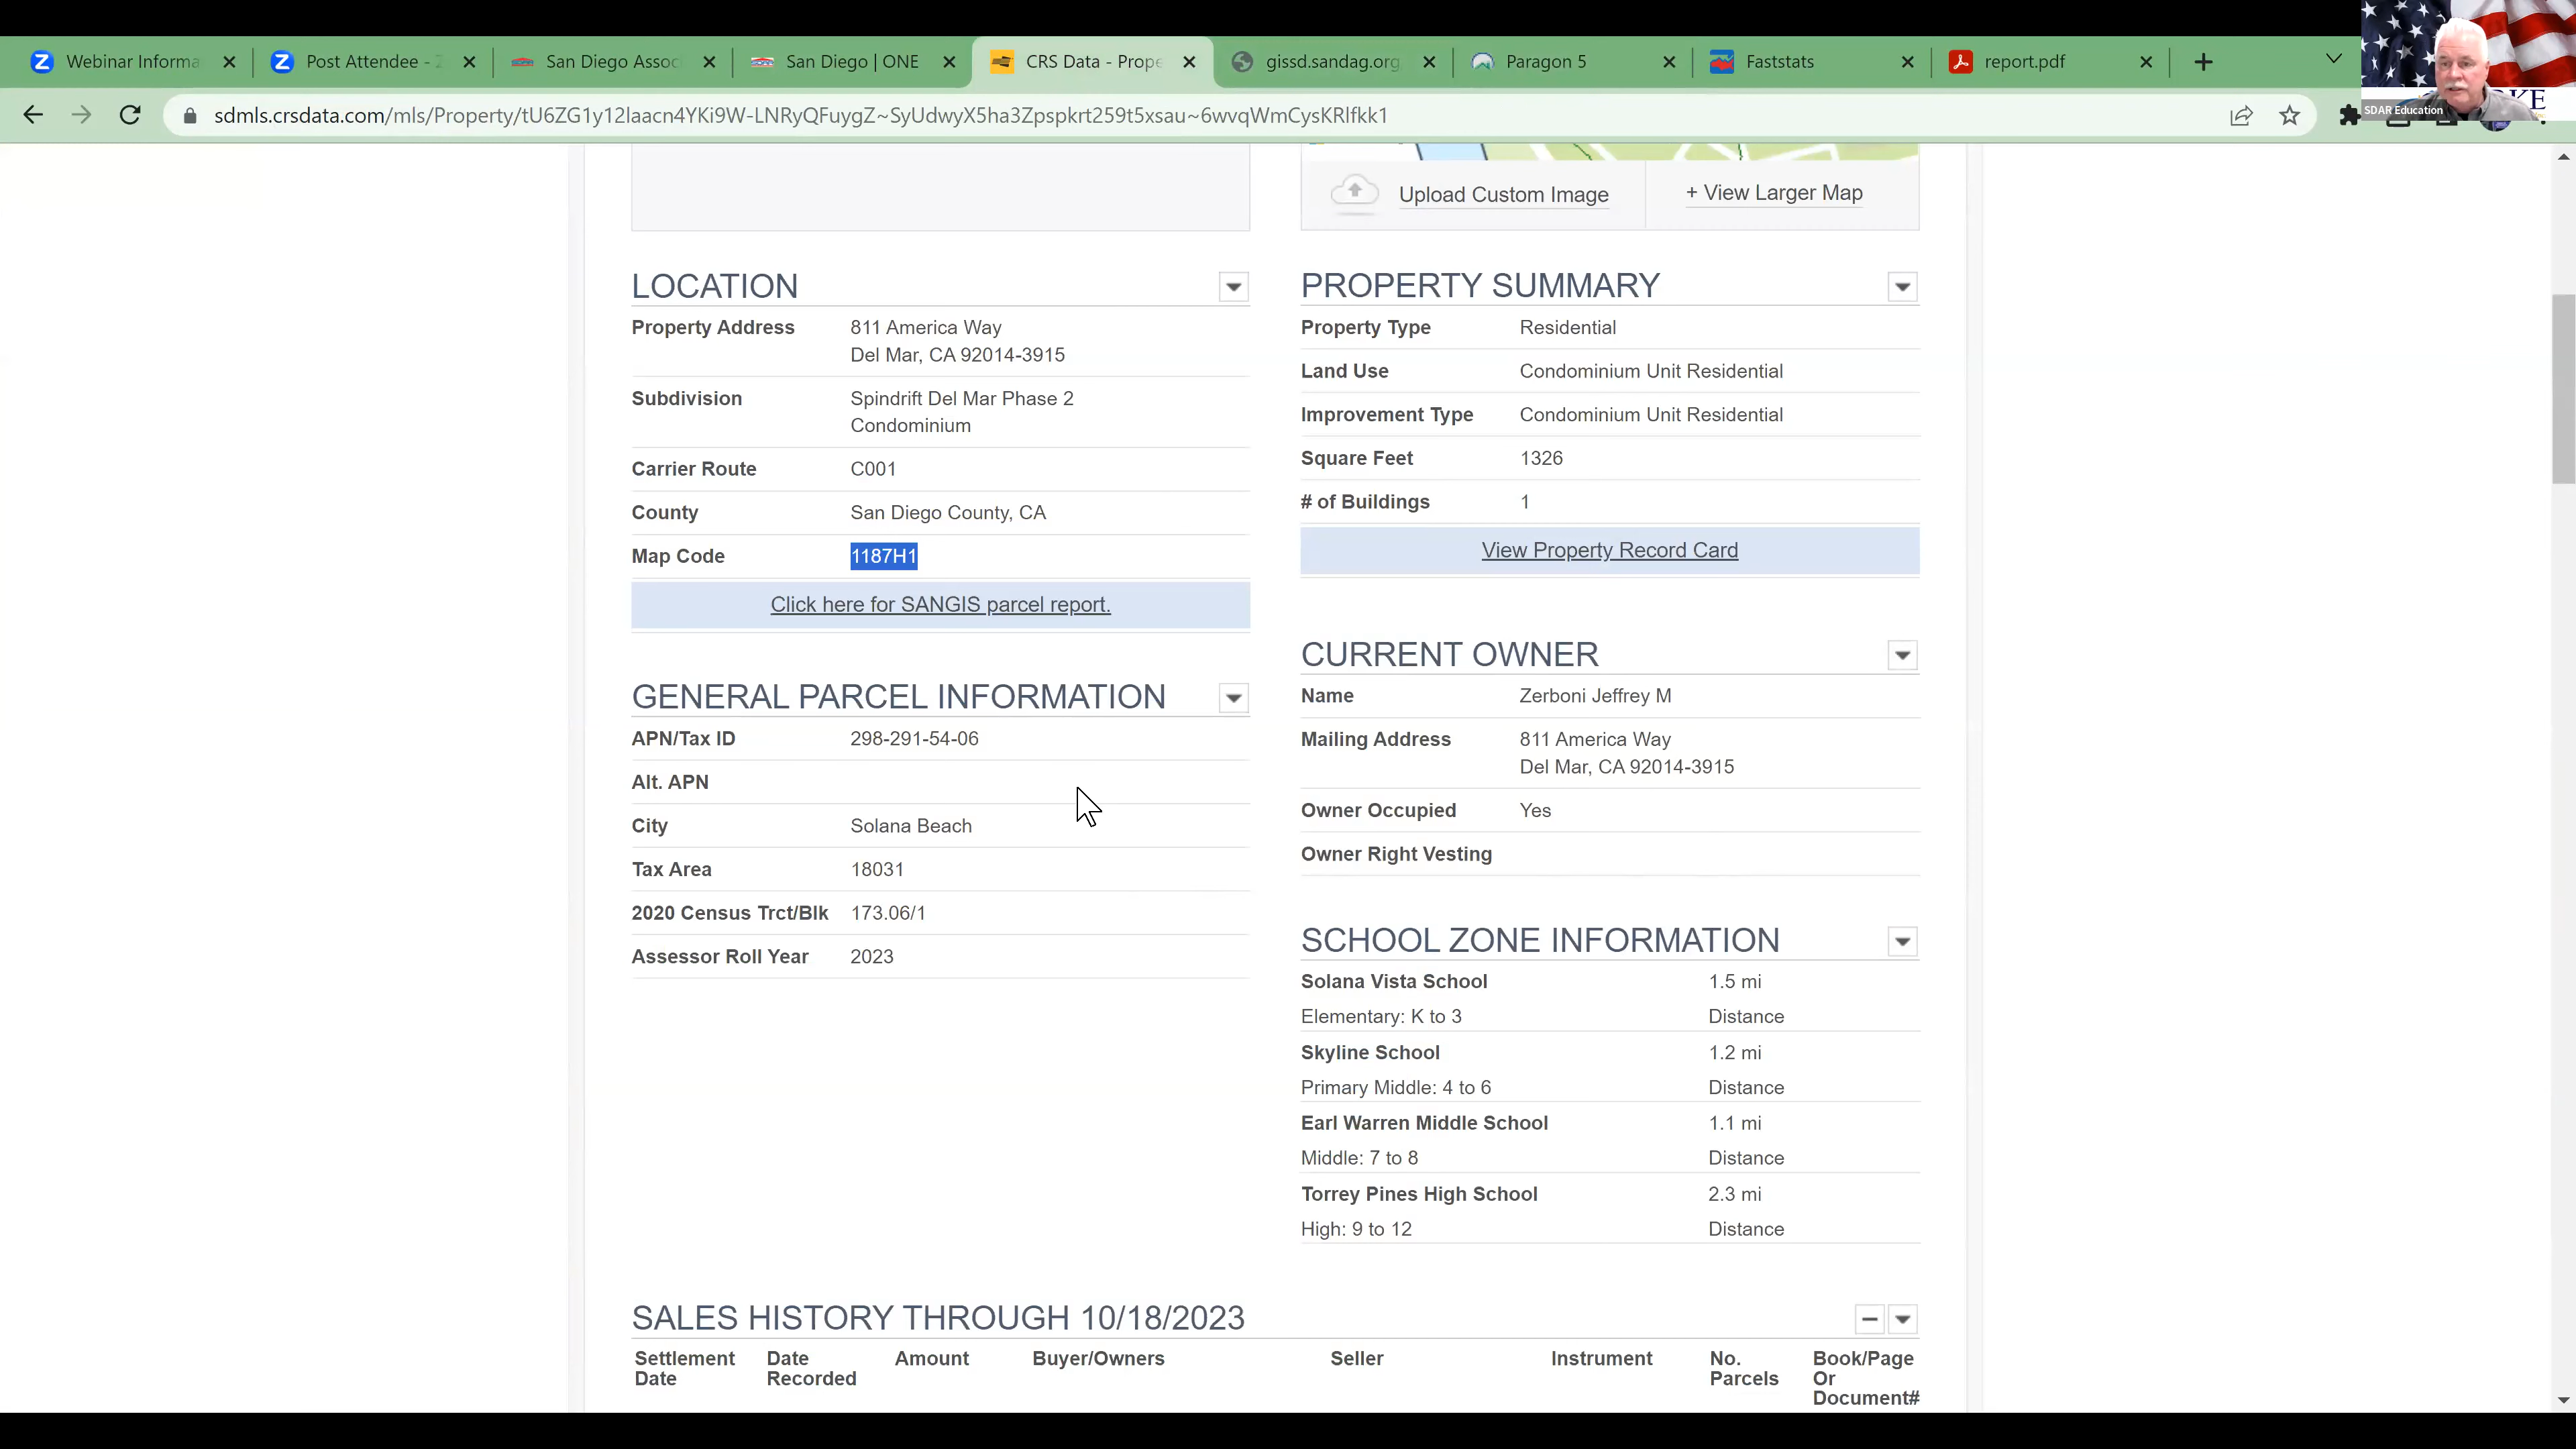 Webinar Informa
Post Attendee - Z
San Diego Assoc
San Diego | ONE
CRS Data - Prope
gissd.sandag.org
Paragon 5
Faststats
report.pdf
sdmls.crsdata.com/mls/Property/tU6ZG1y12laacn4YKi9W-LNRyQFuygZ~SyUdwyX5ha3Zpspkrt259t5xsau~6wvqWmCysKRlfkk1
SDAR Education
Upload Custom Image
+ View Larger Map
LOCATION
Property Address 811 America Way
Del Mar, CA 92014-3915
Subdivision Spindrift Del Mar Phase 2
Condominium
Carrier Route C001
County San Diego County, CA
Map Code 1187H1
Click here for SANGIS parcel report.
GENERAL PARCEL INFORMATION
APN/Tax ID 298-291-54-06
Alt. APN
City Solana Beach
Tax Area 18031
2020 Census Trct/Blk 173.06/1
Assessor Roll Year 2023
PROPERTY SUMMARY
Property Type Residential
Land Use Condominium Unit Residential
Improvement Type Condominium Unit Residential
Square Feet 1326
# of Buildings 1
View Property Record Card
CURRENT OWNER
Name Zerboni Jeffrey M
Mailing Address 811 America Way
Del Mar, CA 92014-3915
Owner Occupied Yes
Owner Right Vesting
SCHOOL ZONE INFORMATION
Solana Vista School 1.5 mi
Elementary: K to 3 Distance
Skyline School 1.2 mi
Primary Middle: 4 to 6 Distance
Earl Warren Middle School 1.1 mi
Middle: 7 to 8 Distance
Torrey Pines High School 2.3 mi
High: 9 to 12 Distance
SALES HISTORY THROUGH 10/18/2023
Settlement Date Amount Buyer/Owners Seller Instrument No. Book/Page
Date Recorded Parcels Or
Document#